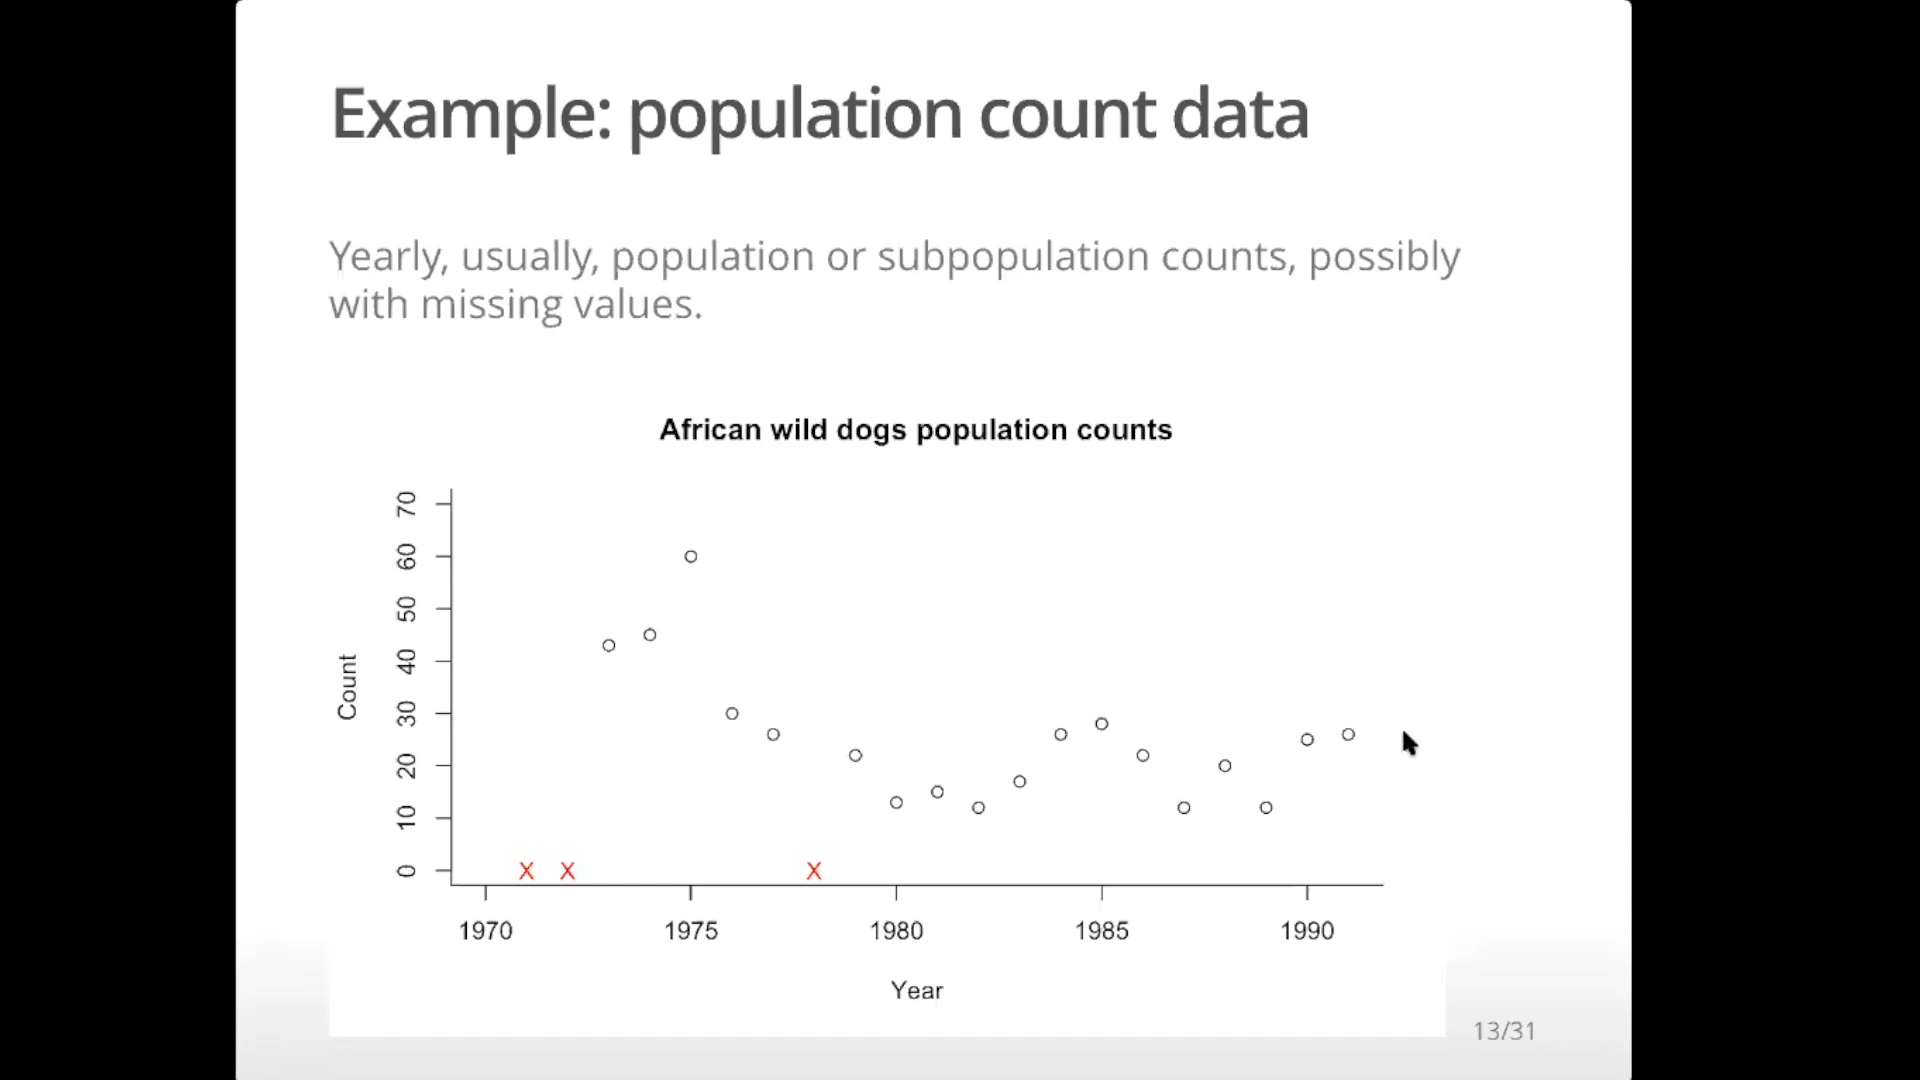 Example: population count data
Yearly, usually, population or subpopulation counts, possibly
with missing values.
African wild dogs population counts
70
60
50
40
30
20
10
0
Count
X X X
1970 1975 1980 1985 1990
Year
13/31